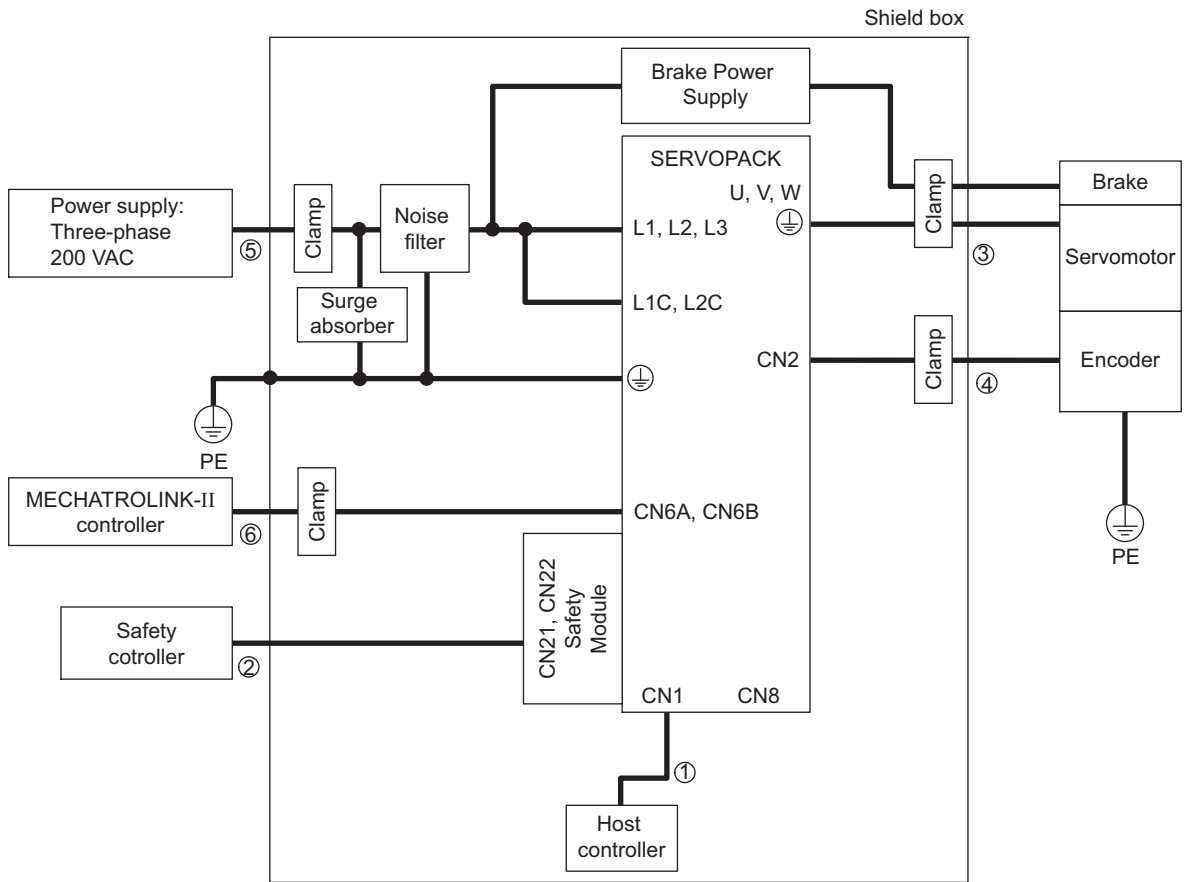 Shield box
Brake Power
Supply
SERVOPACK
U, V, W
Clamp
Brake
Power supply:
Three-phase
200 VAC
⑤
Clamp
Noise
filter
L1, L2, L3
③
Servomotor
Surge
absorber
L1C, L2C
CN2
Clamp
④
Encoder
PE
PE
MECHATROLINK-II
controller
⑥
Clamp
CN6A, CN6B
CN21, CN22
Safety
Module
Safety
cotroller
②
CN1
CN8
①
Host
controller